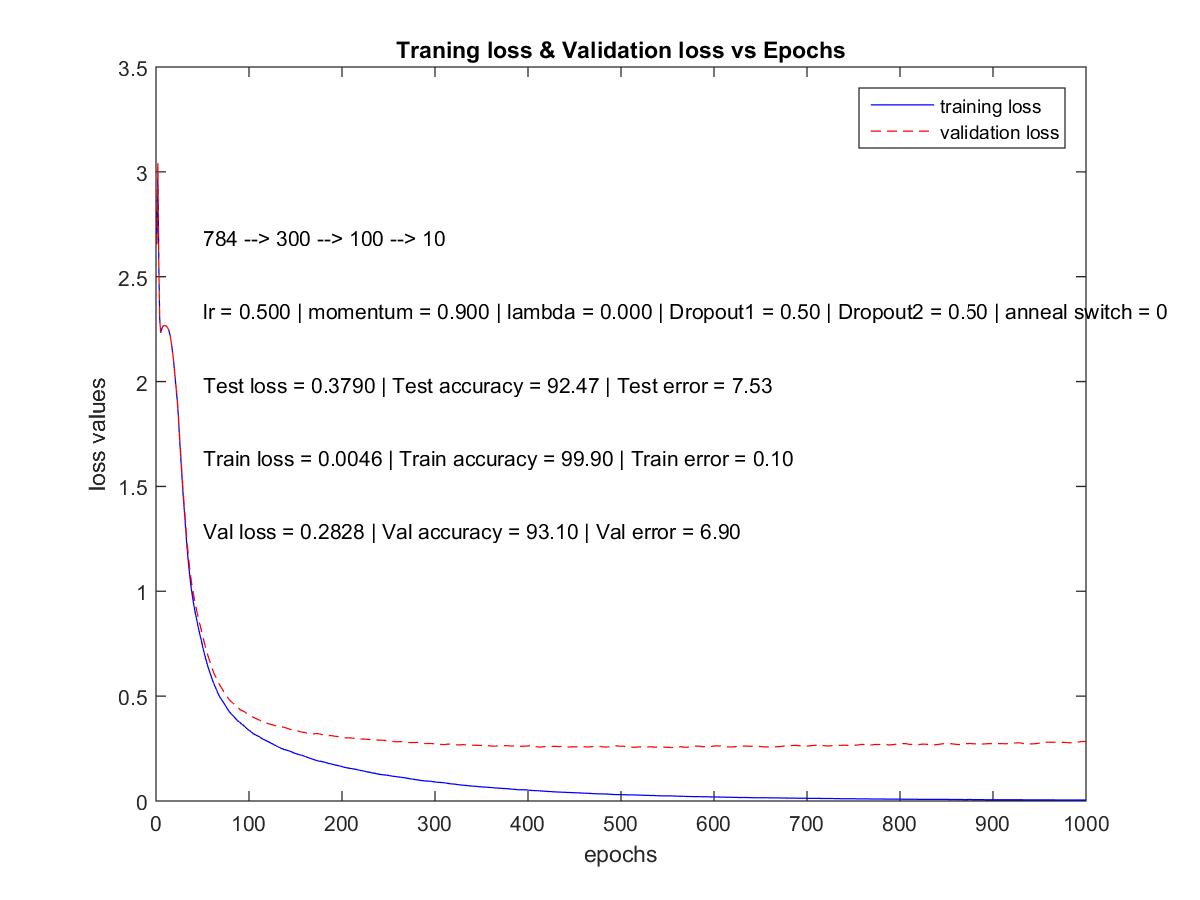 Traning loss & Validation loss vs Epochs
3.5
training loss
validation loss
3
784 --> 300 --> 100 --> 10
2.5
lr = 0.500 | momentum = 0.900 | lambda = 0.000 | Dropout1 = 0.50 | Dropout2 = 0.50 | anneal switch = 0
2
Test loss = 0.3790 | Test accuracy = 92.47 | Test error = 7.53
loss values
Train loss = 0.0046 | Train accuracy = 99.90 | Train error = 0.10
1.5
Val loss = 0.2828 | Val accuracy = 93.10 | Val error = 6.90
1
0.5
0
0 100 200 300 400 500 600 700 800 900 1000
epochs